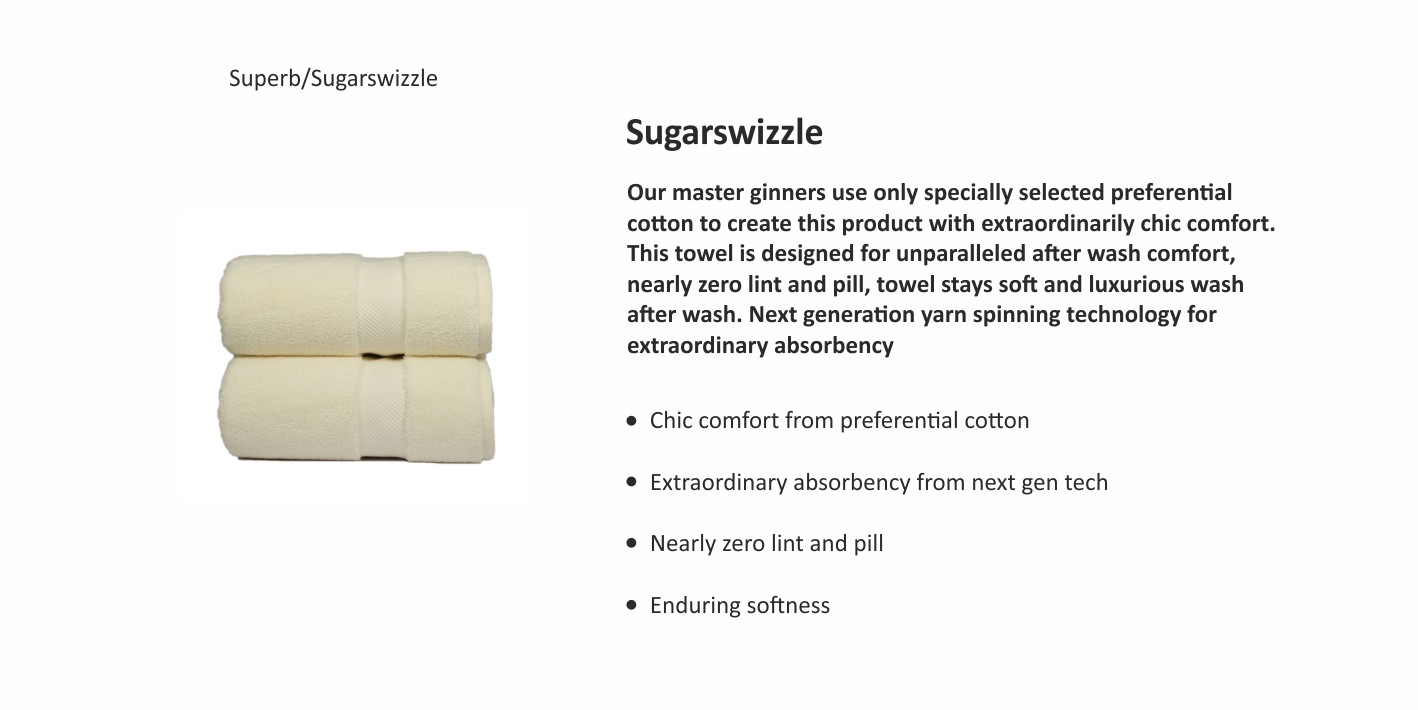 Superb/Sugarswizzle
Sugarswizzle
Our master ginners use only specially selected preferential
cotton to create this product with extraordinarily chic comfort.
This towel is designed for unparalleled after wash comfort,
nearly zero lint and pill, towel stays soft and luxurious wash
after wash. Next generation yarn spinning technology for
extraordinary absorbency
• Chic comfort from preferential cotton
• Extraordinary absorbency from next gen tech
• Nearly zero lint and pill
• Enduring softness